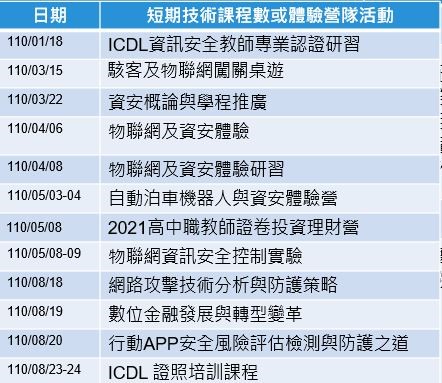 日期 短期技術課程數或體驗營隊活動
110/01/18 ICDL資訊安全教師專業認證研習
110/03/15 駭客及物聯網闖關桌遊
110/03/22 資安概論與學程推廣
110/04/06 物聯網及資安體驗
110/04/08 物聯網及資安體驗研習
110/05/03-04 自動泊車機器人與資安體驗營
110/05/08 2021高中職教師證卷投資理財營
110/05/08-09 物聯網資訊安全控制實驗
110/08/18 網路攻擊技術分析與防護策略
110/08/19 數位金融發展與轉型變革
110/08/20 行動APP安全風險評估檢測與防護之道
110/08/23-24 ICDL 證照培訓課程